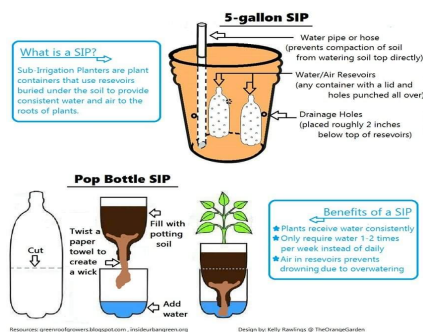 5-gallon SIP
What is a SIP?
Sub-Irrigation Planters are plant
containers that use resevoirs
buried under the soil to provide
consistent water and air to the
roots of plants.
Water pipe or hose
(prevents compaction of soil
from watering soil top directly)
Water/Air Resevoirs
(any container with a lid and
holes punched all over)
Drainage Holes
(placed roughly 2 inches
below top of resevoirs)
Pop Bottle SIP
Cut
Twist a
paper
towel to
create
a wick
Fill with
potting
soil
Add
water
Benefits of a SIP
Plants receive water consistently
Only require water 1-2 times
per week instead of daily
Air in resevoirs prevents
drowning due to overwatering
Resources: greenroofgrowers.blogspot.com , insideurbangreen.org
Design by: Kelly Rawlings @ TheOrangeGarden